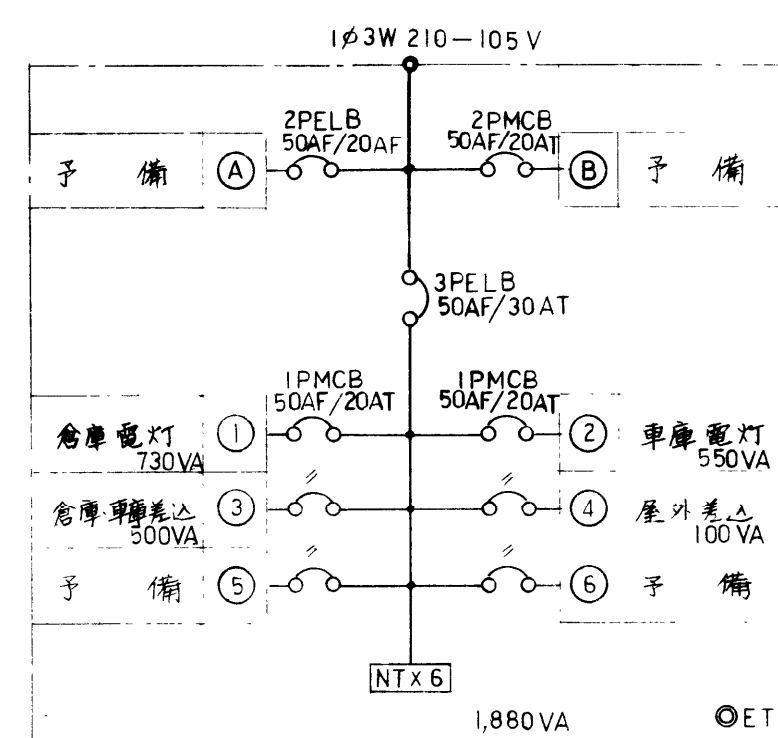 1φ3W 210-105V
2PELB
50AF/20AF
2PMCB
50AF/20AT
予 備 A
B 予 備
3PELB
50AF/30AT
1PMCB
50AF/20AT
1PMCB
50AF/20AT
倉庫電灯 1
730VA
2 車庫電灯
550VA
倉庫・車庫差込 3 〃
500VA
〃 4 屋外差込
100VA
予 備 5 〃
〃 6 予 備
NT×6
1,880VA
ET